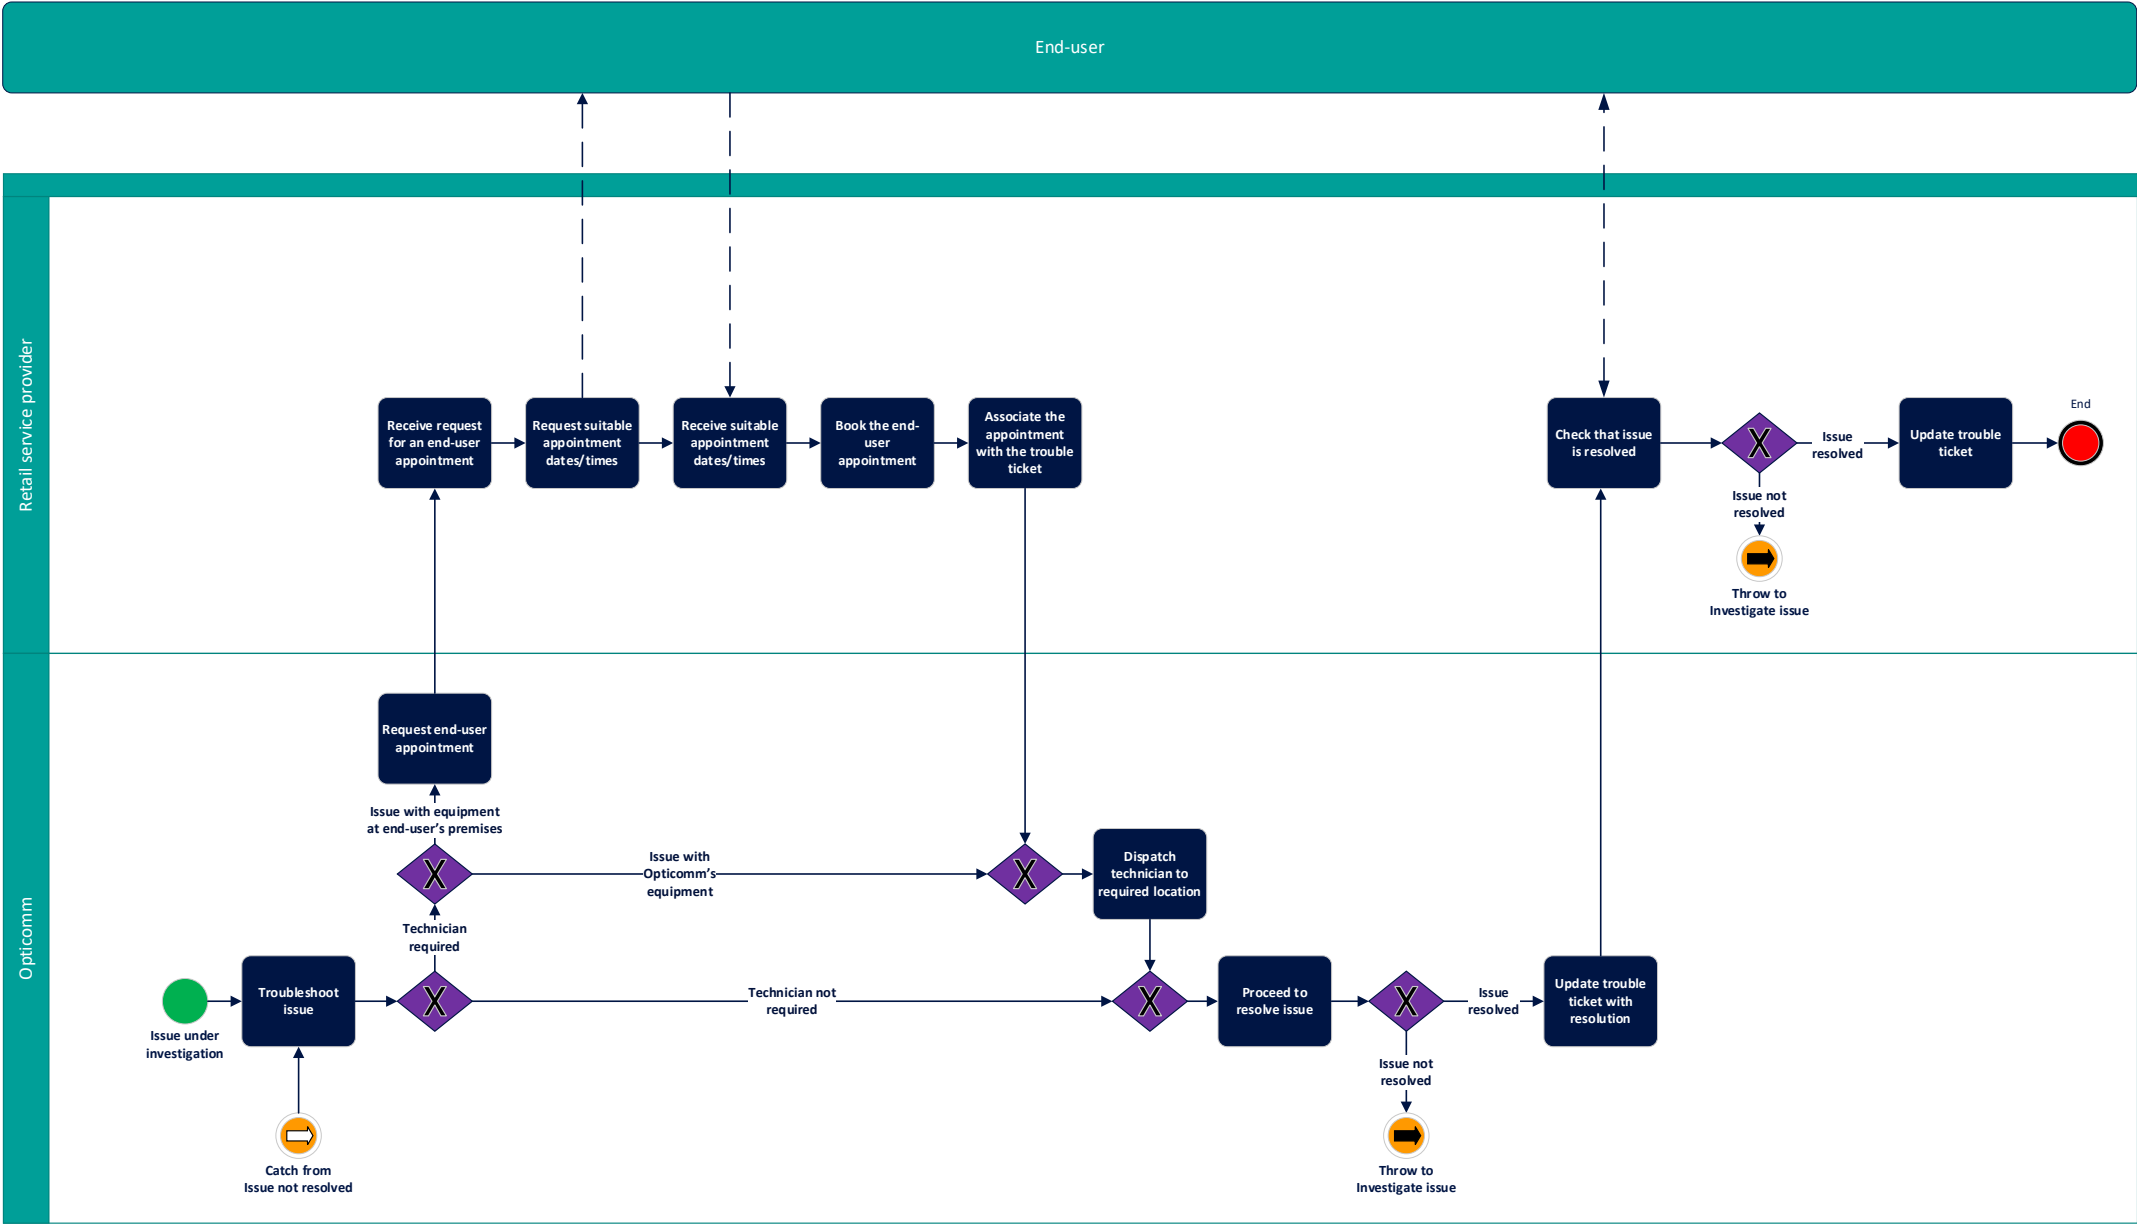 End-user
Retail service provider
Receive request
for an end-user
appointment
Request suitable
appointment
dates/times
Receive suitable
appointment
dates/times
Book the end-
user
appointment
Associate the
appointment
with the trouble
ticket
Check that issue
is resolved
X
Issue
resolved
Update trouble
ticket
End
Issue not
resolved
Throw to
Investigate issue
Opticomm
Request end-user
appointment
Issue with equipment
at end-user’s premises
X
Issue with
Opticomm’s
equipment
X
Dispatch
technician to
required location
Technician
required
Issue under
investigation
Troubleshoot
issue
X
Technician not
required
X
Proceed to
resolve issue
X
Issue
resolved
Update trouble
ticket with
resolution
Issue not
resolved
Catch from
Issue not resolved
Throw to
Investigate issue